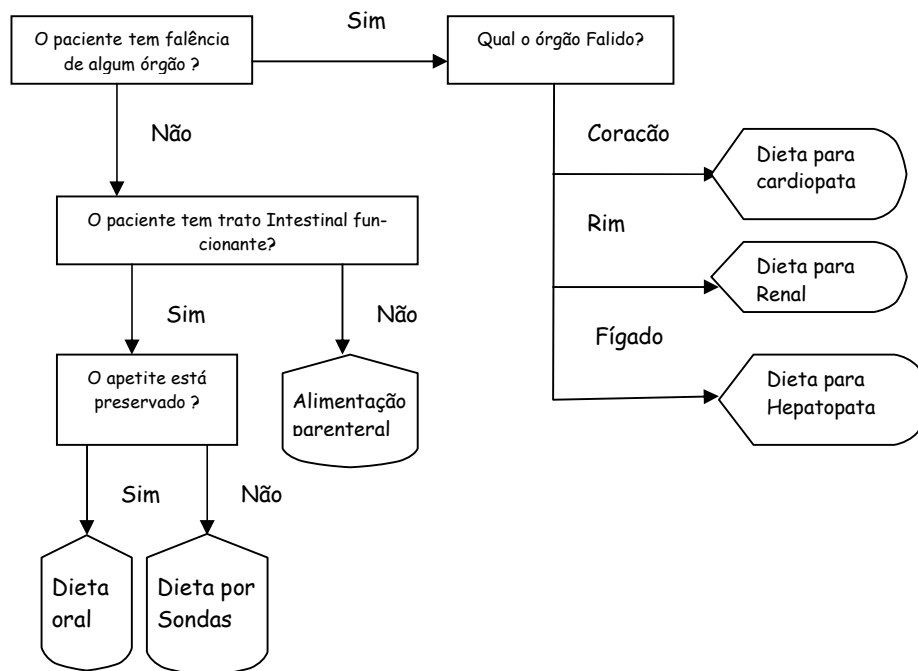 Sim
O paciente tem falência
de algum órgão ?
Qual o órgão Falido?
Não
Coracão
Dieta para
cardiopata
O paciente tem trato Intestinal fun-
cionante?
Rim
Dieta para
Renal
Sim
Não
Fígado
O apetite está
preservado ?
Alimentação
parenteral
Dieta para
Hepatopata
Sim
Não
Dieta
oral
Dieta por
Sondas